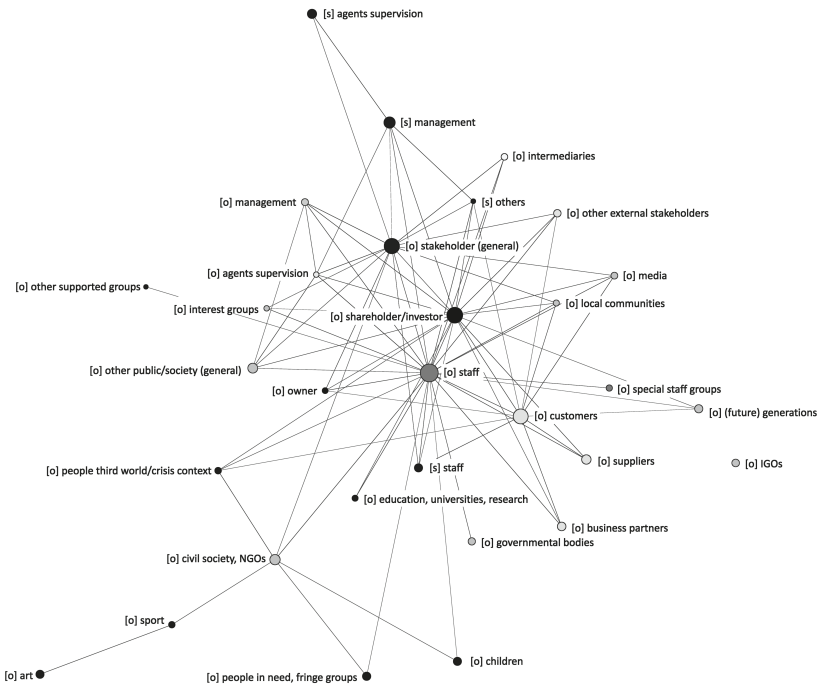 [s] agents supervision
[s] management
[o] intermediaries
[o] management
[s] others
[o] other external stakeholders
[o] stakeholder (general)
[o] agents supervision
[o] media
[o] other supported groups
[o] interest groups
[o] local communities
[o] shareholder/investor
[o] other public/society (general)
[o] staff
[o] owner
[o] special staff groups
[o] (future) generations
[o] customers
[o] people third world/crisis context
[s] staff
[o] suppliers
[o] IGOs
[o] education, universities, research
[o] business partners
[o] governmental bodies
[o] civil society, NGOs
[o] sport
[o] children
[o] art
[o] people in need, fringe groups